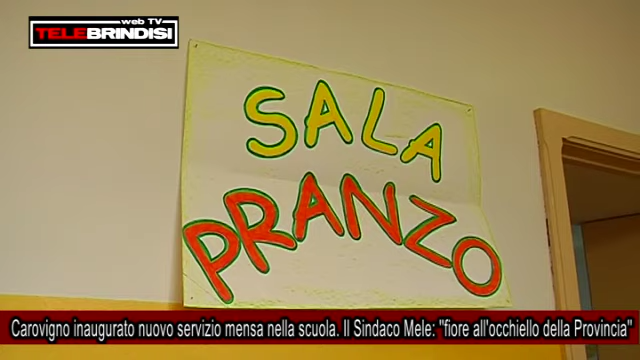 web TV
TELEBRINDISI
SALA
PRANZO
Carovigno inaugurato nuovo servizio mensa nella scuola. Il Sindaco Mele: "fiore all'occhiello della Provincia"